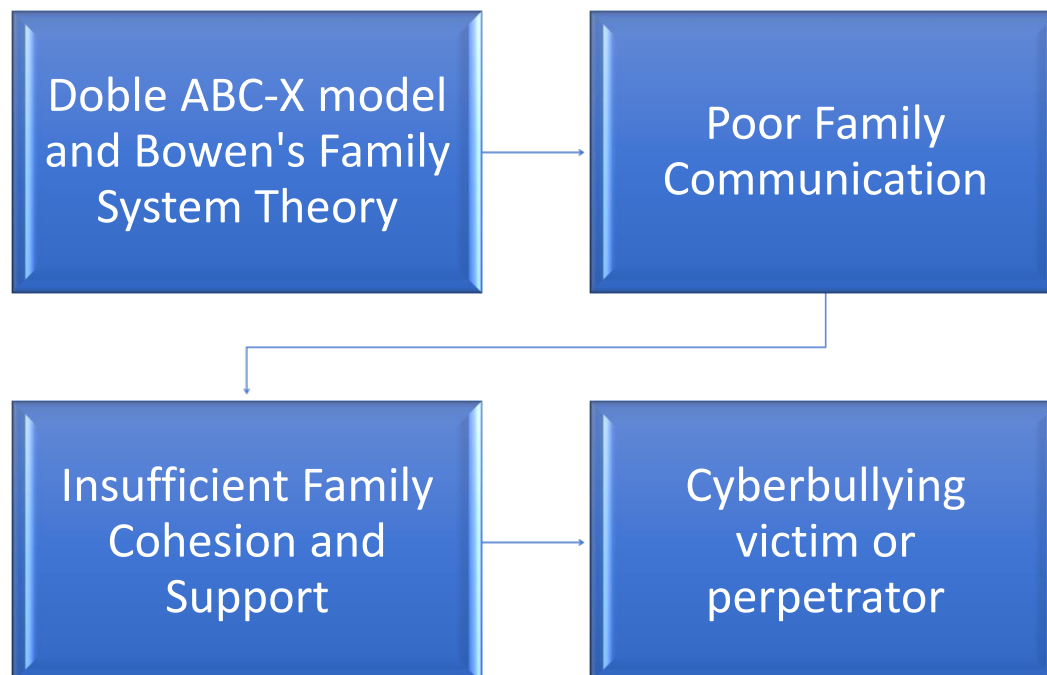 Doble ABC-X model
and Bowen's Family
System Theory
Poor Family
Communication
Insufficient Family
Cohesion and
Support
Cyberbullying
victim or
perpetrator